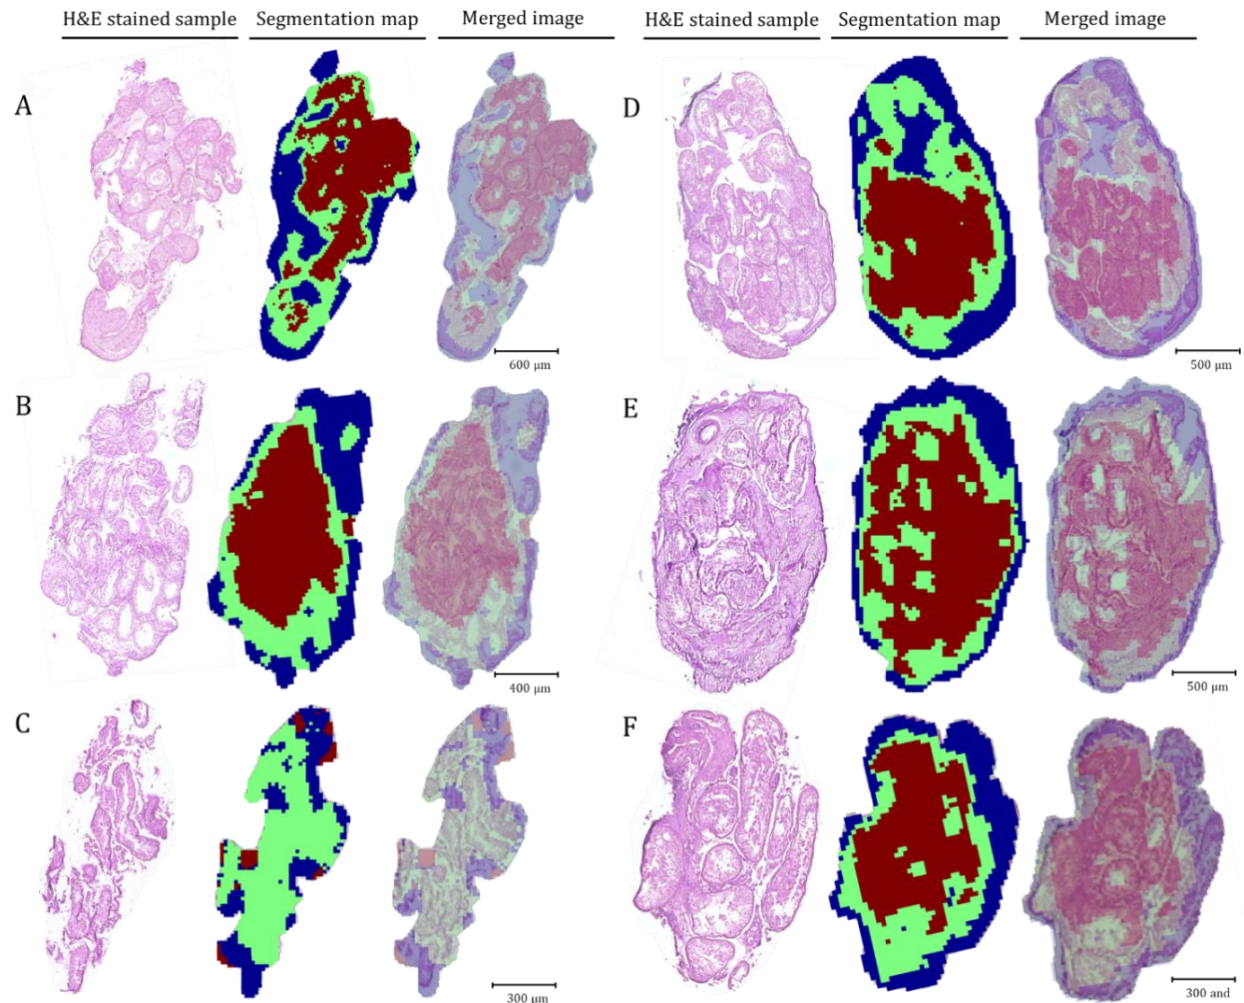 H&E stained sample Segmentation map Merged image H&E stained sample Segmentation map Merged image
A D
600 µm 500 µm
B E
400 µm 500 µm
C F
300 µm 300 and